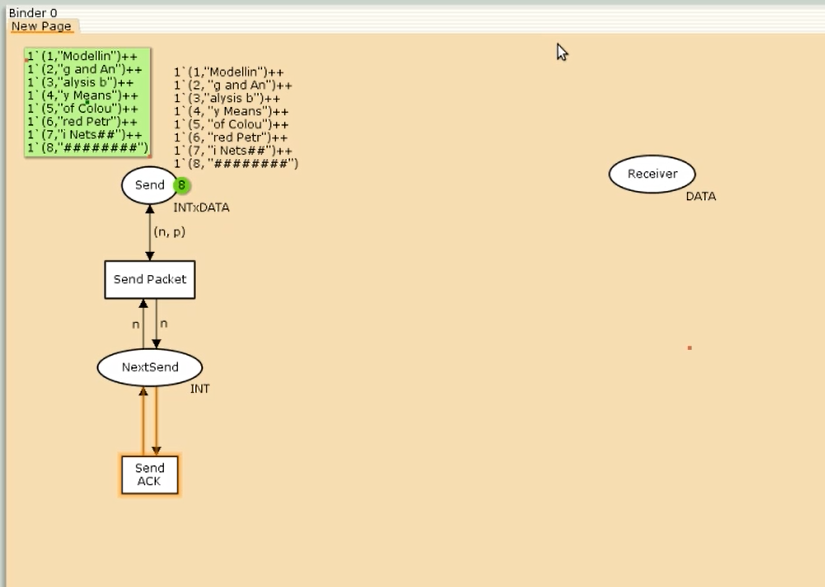 Binder 0
New Page
1`(1,"Modellin")++
1`(2,"g and An")++
1`(3,"alysis b")++
1`(4,"y Means")++
1`(5,"of Colou")++
1`(6,"red Petr")++
1`(7,"i Nets##")++
1`(8,"########")
1`(1,"Modellin")++
1`(2, "g and An")++
1`(3,"alysis b")++
1`(4, "y Means")++
1`(5, "of Colou")++
1`(6, "red Petr")++
1`(7, "i Nets##")++
1`(8, "########")
Send
8
INTxDATA
Receiver
DATA
(n, p)
Send Packet
n
n
NextSend
INT
Send
ACK